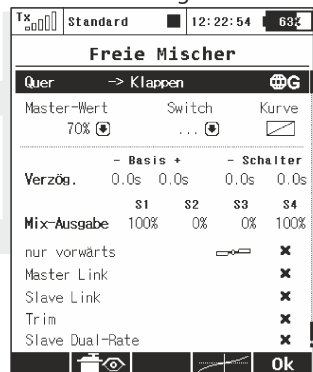 Tx Standard 12:22:54 63%
Freie Mischer
Quer -> Klappen G
Master-Wert Switch Kurve
70% ...
- Basis + - Schalter
Verzög. 0.0s 0.0s 0.0s 0.0s
S1 S2 S3 S4
Mix-Ausgabe 100% 0% 0% 100%
nur vorwärts
Master Link
Slave Link
Trim
Slave Dual-Rate
Ok